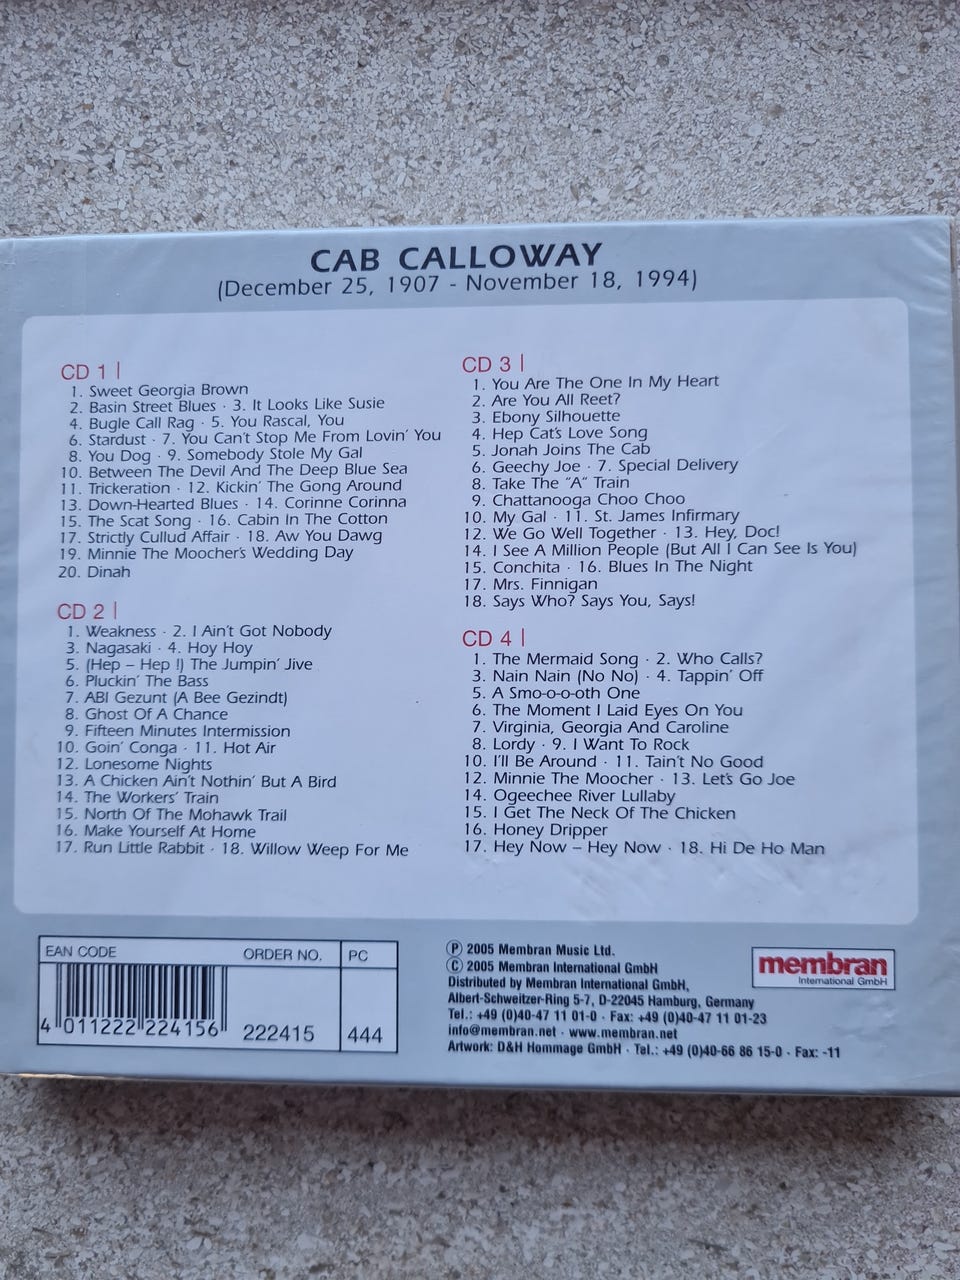 CAB CALLOWAY
(December 25, 1907 - November 18, 1994)
CD 1 |
1. Sweet Georgia Brown
2. Basin Street Blues · 3. It Looks Like Susie
4. Bugle Call Rag · 5. You Rascal, You
6. Stardust · 7. You Can't Stop Me From Lovin' You
8. You Dog · 9. Somebody Stole My Gal
10. Between The Devil And The Deep Blue Sea
11. Trickeration · 12. Kickin' The Gong Around
13. Down-Hearted Blues · 14. Corinne Corinna
15. The Scat Song · 16. Cabin In The Cotton
17. Strictly Cullud Affair · 18. Aw You Dawg
19. Minnie The Moocher's Wedding Day
20. Dinah
CD 2 |
1. Weakness · 2. I Ain't Got Nobody
3. Nagasaki · 4. Hoy Hoy
5. (Hep – Hep !) The Jumpin' Jive
6. Pluckin' The Bass
7. ABI Gezunt (A Bee Gezindt)
8. Ghost Of A Chance
9. Fifteen Minutes Intermission
10. Goin' Conga · 11. Hot Air
12. Lonesome Nights
13. A Chicken Ain't Nothin' But A Bird
14. The Workers' Train
15. North Of The Mohawk Trail
16. Make Yourself At Home
17. Run Little Rabbit · 18. Willow Weep For Me
CD 3 |
1. You Are The One In My Heart
2. Are You All Reet?
3. Ebony Silhouette
4. Hep Cat's Love Song
5. Jonah Joins The Cab
6. Geechy Joe · 7. Special Delivery
8. Take The "A" Train
9. Chattanooga Choo Choo
10. My Gal · 11. St. James Infirmary
12. We Go Well Together · 13. Hey, Doc!
14. I See A Million People (But All I Can See Is You)
15. Conchita · 16. Blues In The Night
17. Mrs. Finnigan
18. Says Who? Says You, Says!
CD 4 |
1. The Mermaid Song · 2. Who Calls?
3. Nain Nain (No No) · 4. Tappin' Off
5. A Smo-o-o-oth One
6. The Moment I Laid Eyes On You
7. Virginia, Georgia And Caroline
8. Lordy · 9. I Want To Rock
10. I'll Be Around · 11. Tain't No Good
12. Minnie The Moocher · 13. Let's Go Joe
14. Ogeechee River Lullaby
15. I Get The Neck Of The Chicken
16. Honey Dripper
17. Hey Now – Hey Now · 18. Hi De Ho Man
EAN CODE ORDER NO. PC
4 011222 224156 222415 444
℗ 2005 Membran Music Ltd.
© 2005 Membran International GmbH
Distributed by Membran International GmbH,
Albert-Schweitzer-Ring 5-7, D-22045 Hamburg, Germany
Tel.: +49 (0)40-47 11 01-0 · Fax: +49 (0)40-47 11 01-23
info@membran.net · www.membran.net
Artwork: D&H Hommage GmbH · Tel.: +49 (0)40-66 86 15-0 · Fax: -11
membran
International GmbH